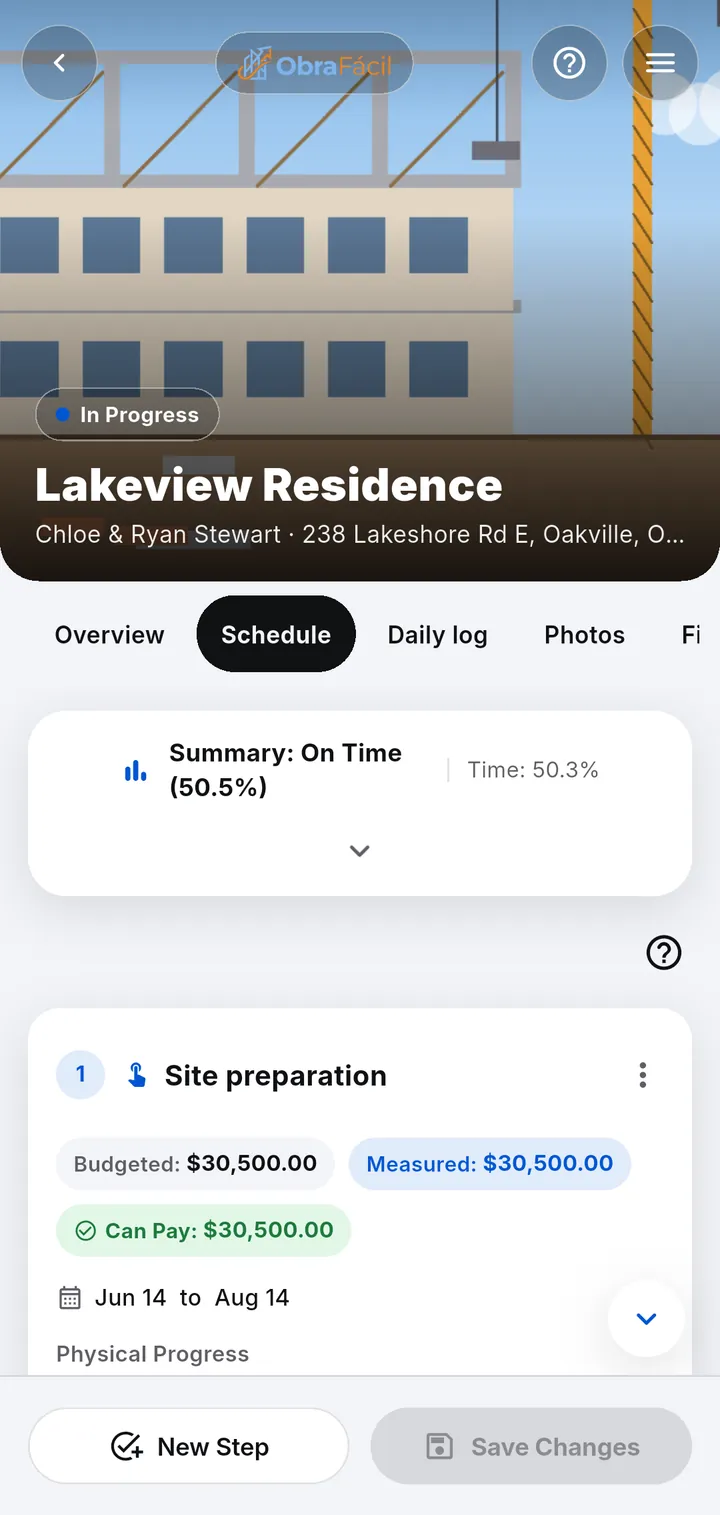 ObraFácil
In Progress
Lakeview Residence
Chloe & Ryan Stewart · 238 Lakeshore Rd E, Oakville, O...
Overview
Schedule
Daily log
Photos
Fi
Summary: On Time
(50.5%)
Time: 50.3%
1
Site preparation
Budgeted: $30,500.00
Measured: $30,500.00
Can Pay: $30,500.00
Jun 14 to Aug 14
Physical Progress
New Step
Save Changes